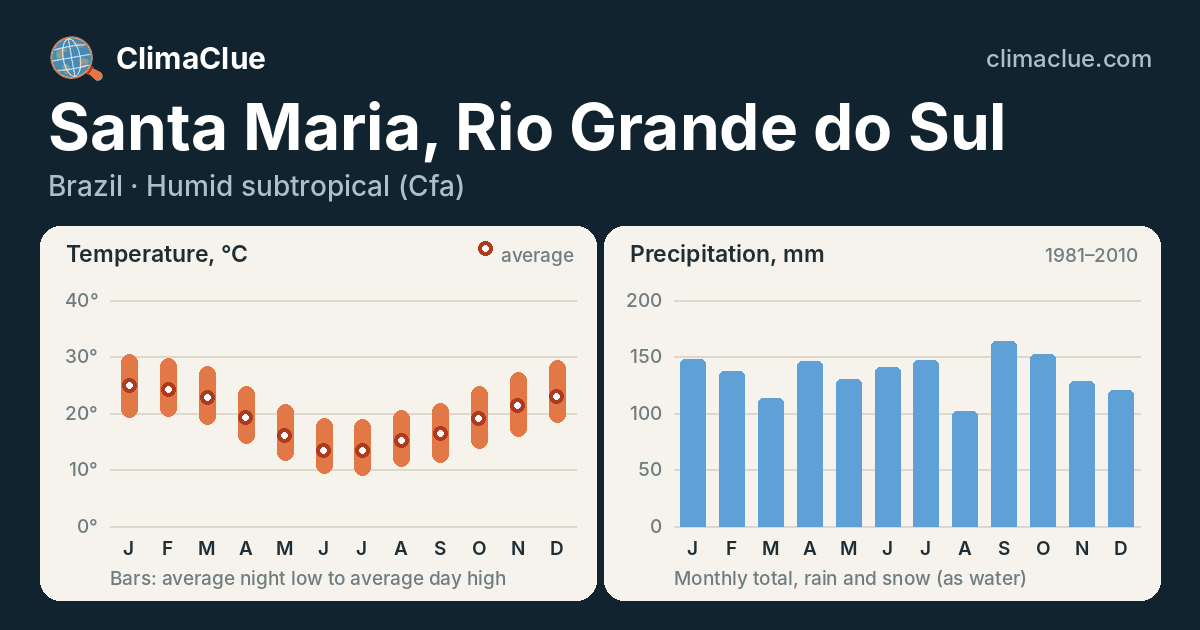 ClimaClue
climaclue.com
Santa Maria, Rio Grande do Sul
Brazil · Humid subtropical (Cfa)
Temperature, °C
average
40°
30°
20°
10°
0°
J F M A M J J A S O N D
Bars: average night low to average day high
Precipitation, mm
1981–2010
200
150
100
50
0
J F M A M J J A S O N D
Monthly total, rain and snow (as water)